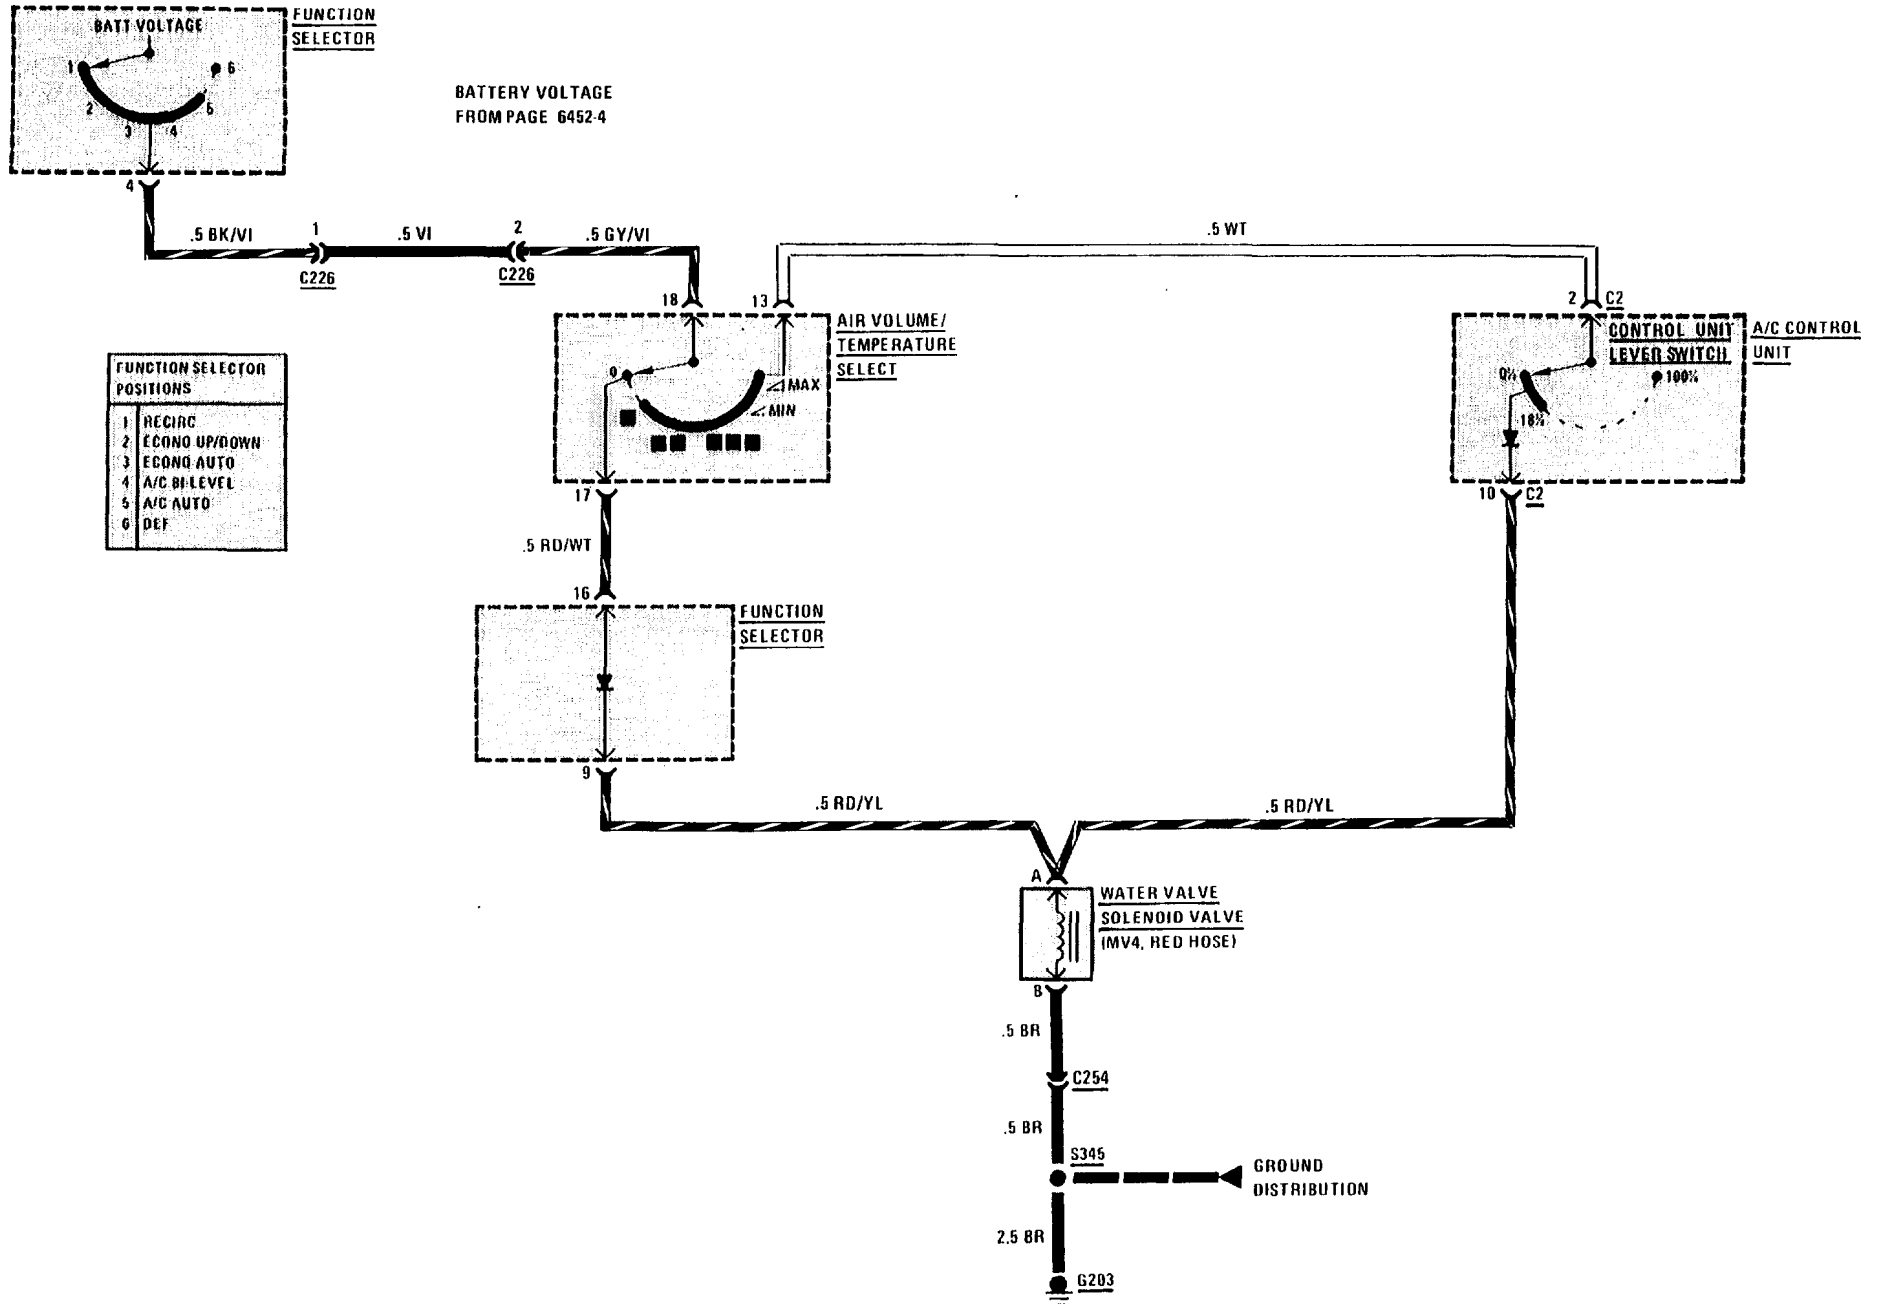 BATT VOLTAGE
FUNCTION
SELECTOR
1
2
3
4
5
6
BATTERY VOLTAGE
FROM PAGE 6452-4
4
.5 BK/VI
1
C226
.5 VI
2
C226
.5 GY/VI
18
13
.5 WT
2
C2
AIR VOLUME/
TEMPERATURE
SELECT
0
MAX
MIN
17
CONTROL UNIT
LEVER SWITCH
A/C CONTROL
UNIT
0%
100%
18%
10
C2
FUNCTION SELECTOR
POSITIONS
1 RECIRC
2 ECONO UP/DOWN
3 ECONO AUTO
4 A/C BI-LEVEL
5 A/C AUTO
6 DEF
.5 RD/WT
16
FUNCTION
SELECTOR
9
.5 RD/YL
.5 RD/YL
A
WATER VALVE
SOLENOID VALVE
(MV4, RED HOSE)
B
.5 BR
C254
.5 BR
S345
GROUND
DISTRIBUTION
2.5 BR
G203